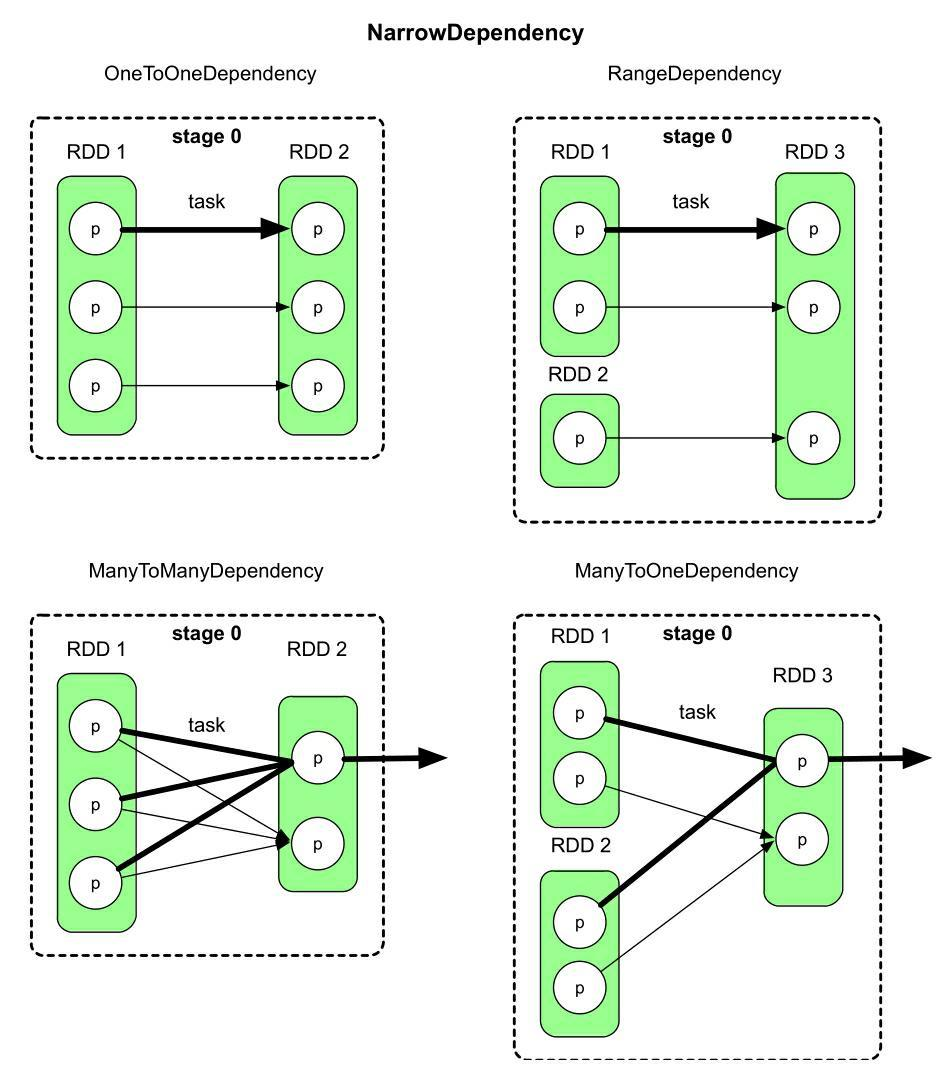 NarrowDependency
OneToOneDependency
stage 0
RDD 1
RDD 2
task
p
p
p
p
p
p
RangeDependency
stage 0
RDD 1
RDD 3
task
p
p
p
p
RDD 2
p
p
ManyToManyDependency
stage 0
RDD 1
RDD 2
task
p
p
p
p
p
ManyToOneDependency
RDD 1
stage 0
RDD 3
task
p
p
p
p
RDD 2
p
p